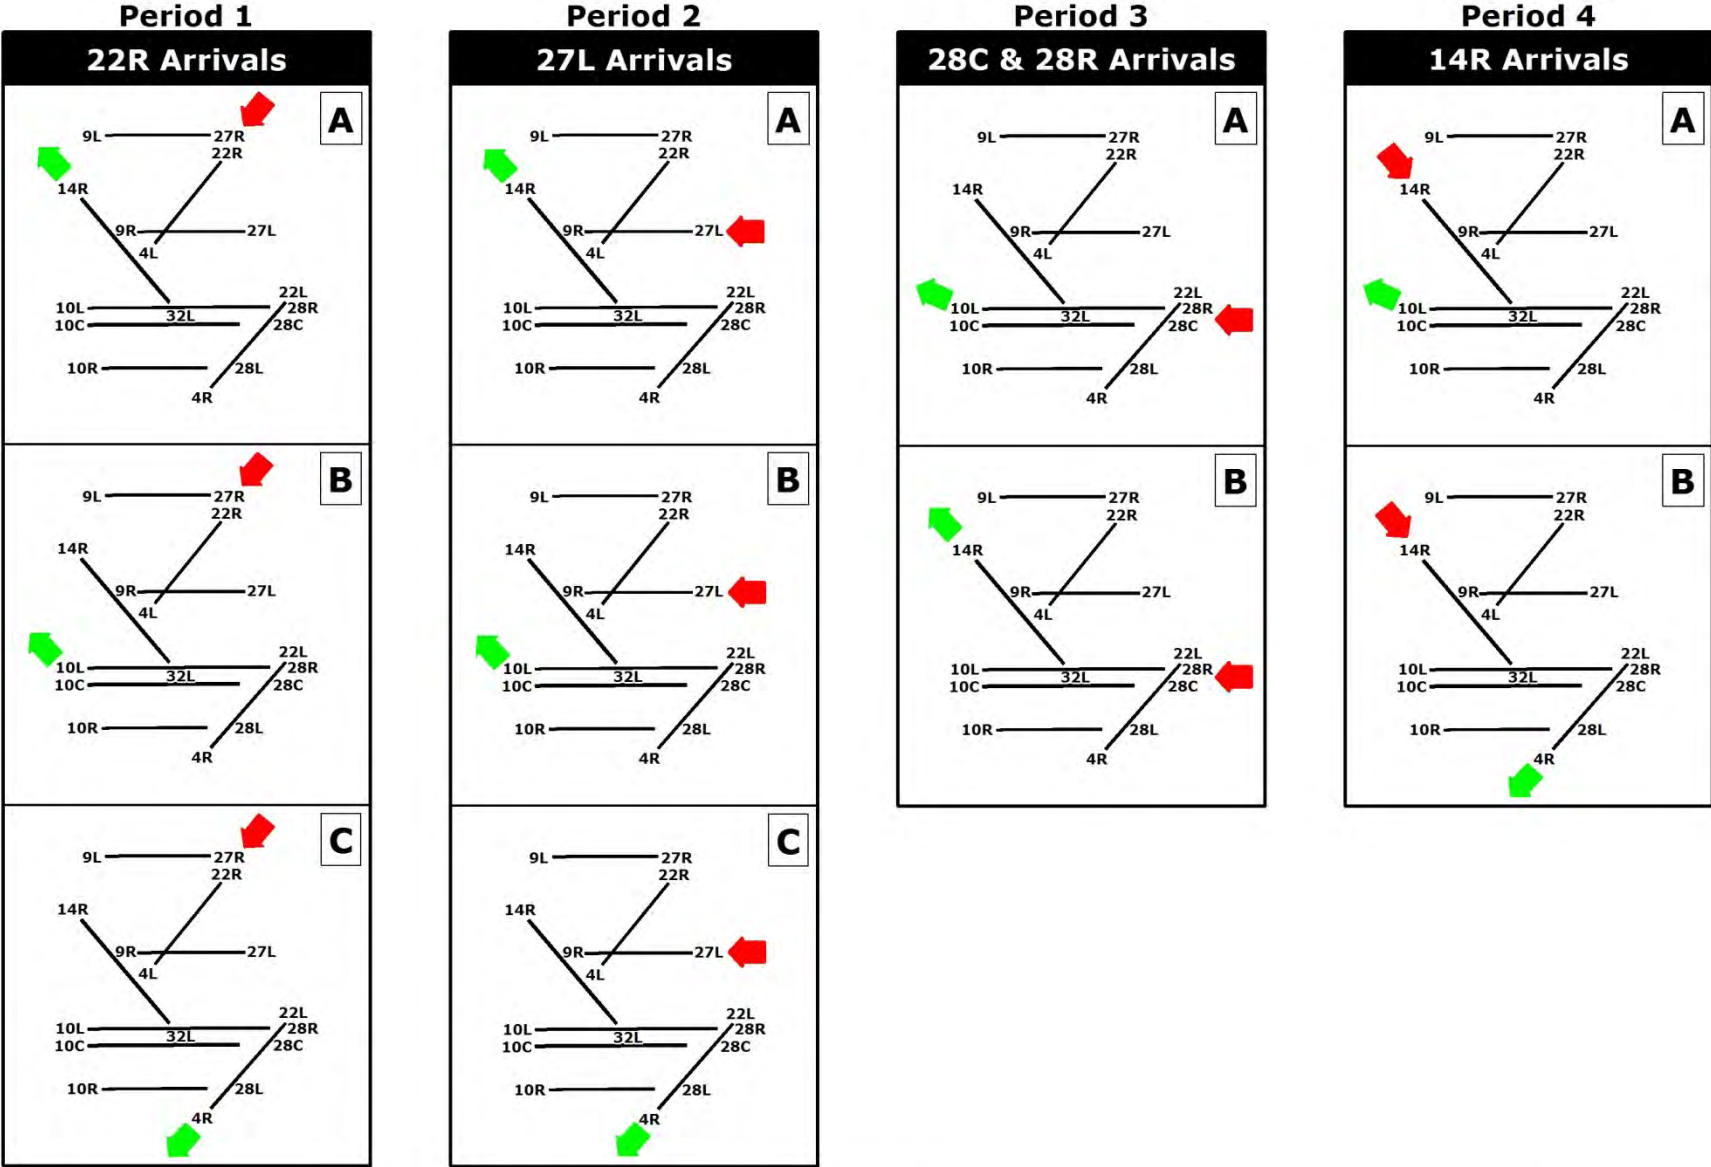 Period 1
22R Arrivals
A
9L 27R
22R
14R
9R 27L
4L
22L
10L 28R
32L
10C 28C
10R 28L
4R
B
9L 27R
22R
14R
9R 27L
4L
22L
10L 28R
32L
10C 28C
10R 28L
4R
C
9L 27R
22R
14R
9R 27L
4L
22L
10L 28R
32L
10C 28C
10R 28L
4R
Period 2
27L Arrivals
A
9L 27R
22R
14R
9R 27L
4L
22L
10L 28R
32L
10C 28C
10R 28L
4R
B
9L 27R
22R
14R
9R 27L
4L
22L
10L 28R
32L
10C 28C
10R 28L
4R
C
9L 27R
22R
14R
9R 27L
4L
22L
10L 28R
32L
10C 28C
10R 28L
4R
Period 3
28C & 28R Arrivals
A
9L 27R
22R
14R
9R 27L
4L
22L
10L 28R
32L
10C 28C
10R 28L
4R
B
9L 27R
22R
14R
9R 27L
4L
22L
10L 28R
32L
10C 28C
10R 28L
4R
Period 4
14R Arrivals
A
9L 27R
22R
14R
9R 27L
4L
22L
10L 28R
32L
10C 28C
10R 28L
4R
B
9L 27R
22R
14R
9R 27L
4L
22L
10L 28R
32L
10C 28C
10R 28L
4R